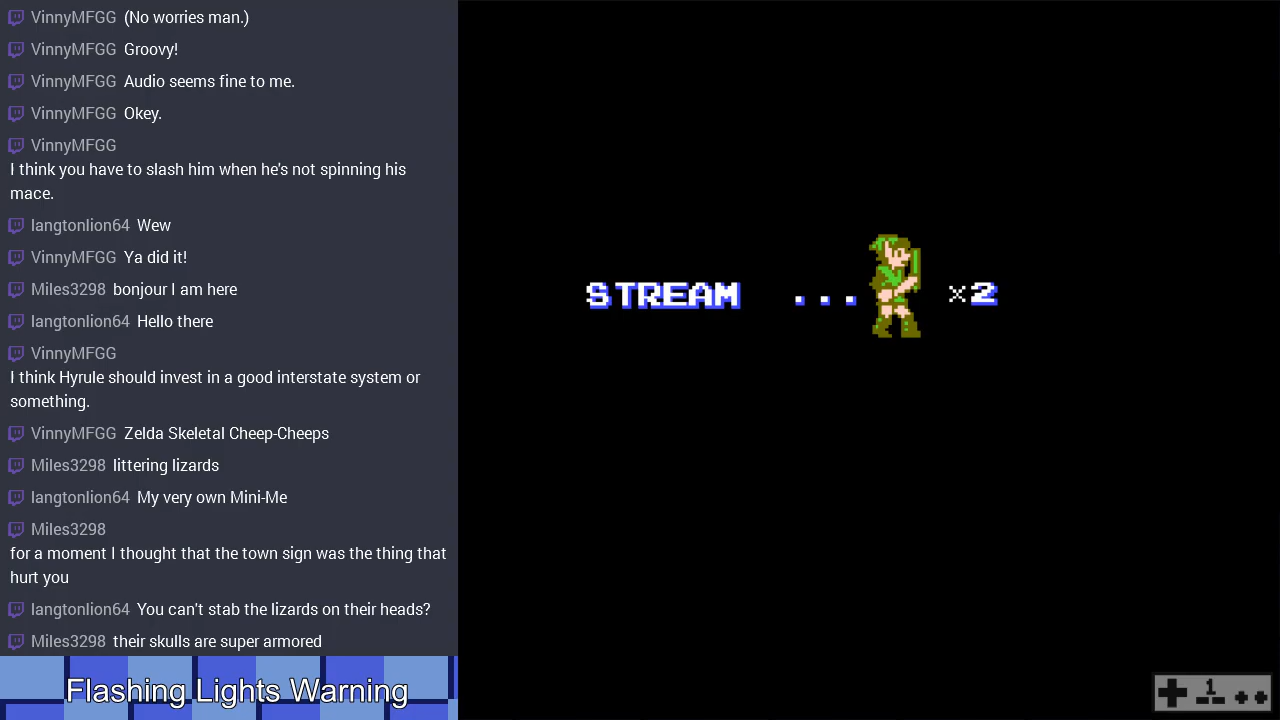 VinnyMFGG (No worries man.)
VinnyMFGG Groovy!
VinnyMFGG Audio seems fine to me.
VinnyMFGG Okey.
VinnyMFGG
I think you have to slash him when he's not spinning his
mace.
langtonlion64 Wew
VinnyMFGG Ya did it!
Miles3298 bonjour I am here
langtonlion64 Hello there
VinnyMFGG
I think Hyrule should invest in a good interstate system or
something.
VinnyMFGG Zelda Skeletal Cheep-Cheeps
Miles3298 littering lizards
langtonlion64 My very own Mini-Me
Miles3298
for a moment I thought that the town sign was the thing that
hurt you
langtonlion64 You can't stab the lizards on their heads?
Miles3298 their skulls are super armored
Flashing Lights Warning
STREAM ... ×2
1